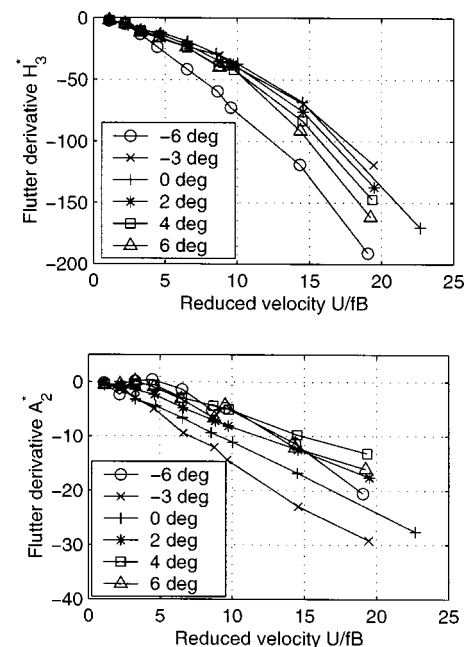 Flutter derivative H₃*
0
−50
−100
−150
−200
−6 deg
−3 deg
0 deg
2 deg
4 deg
6 deg
0 5 10 15 20 25
Reduced velocity U/fB
Flutter derivative A₂*
0
−10
−20
−30
−40
−6 deg
−3 deg
0 deg
2 deg
4 deg
6 deg
0 5 10 15 20 25
Reduced velocity U/fB